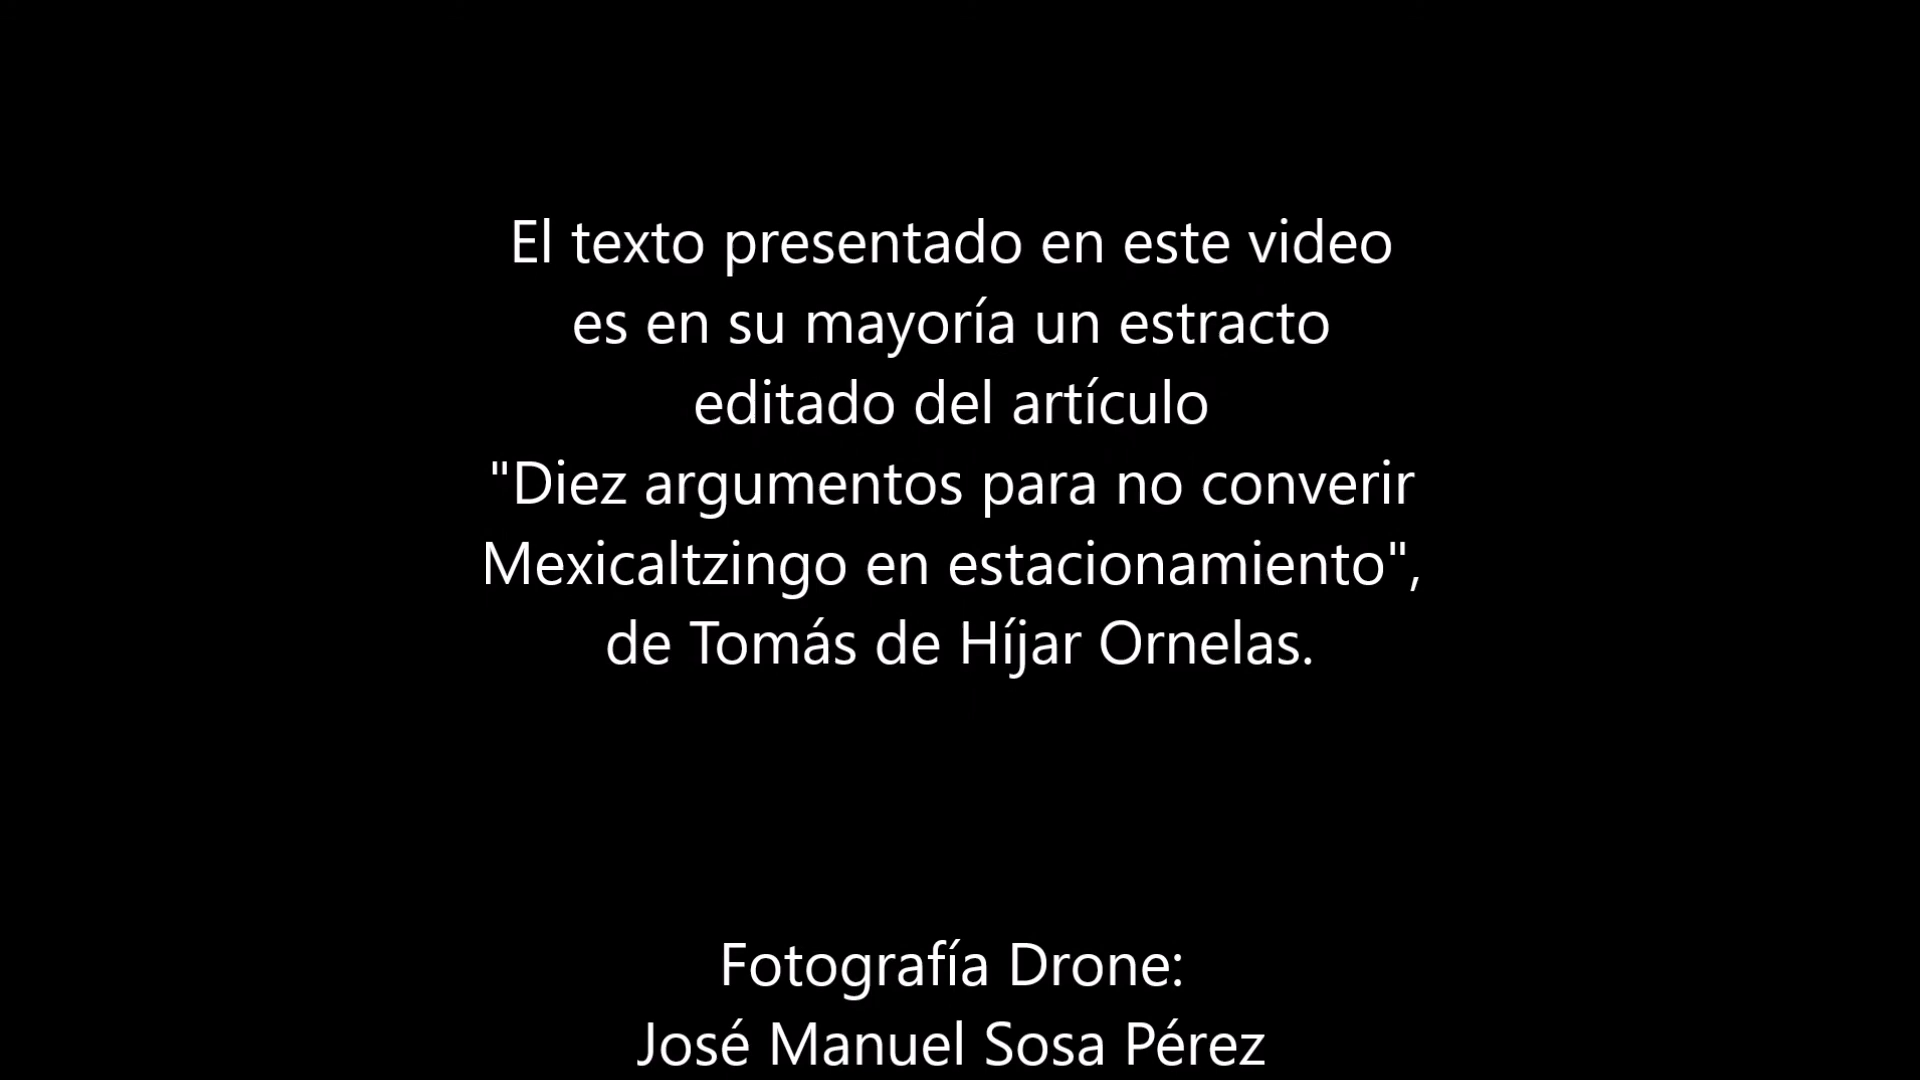 El texto presentado en este video
es en su mayoría un estracto
editado del artículo
"Diez argumentos para no converir
Mexicaltzingo en estacionamiento",
de Tomás de Híjar Ornelas.
Fotografía Drone:
José Manuel Sosa Pérez